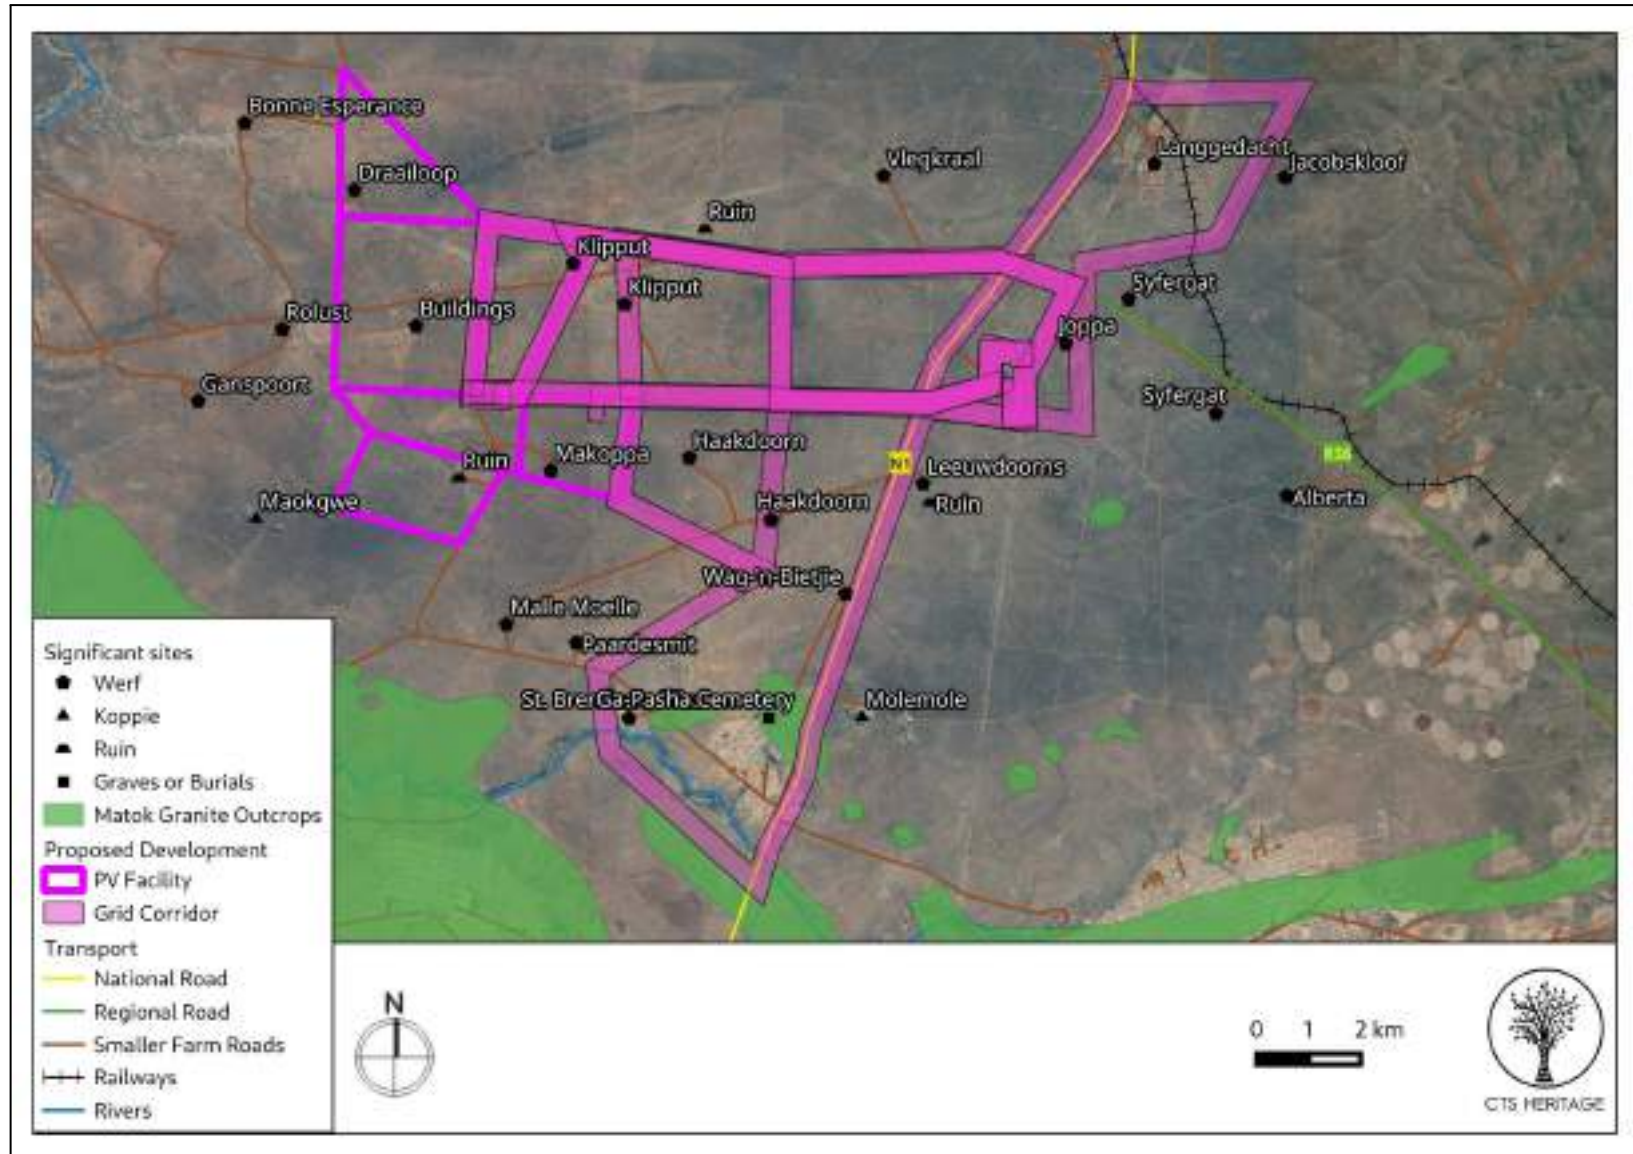 Bonne Esperance
Draailoop
Vlegkraal
Langgedacht
Jacobskloof
Ruin
Klipput
Klipput
Syfergat
Buildings
Rolust
Joppa
Ganspoort
Syfergat
Haakdoorn
Makoppa
Ruin
N1
R36
Leeuwdoorns
Alberta
Maokgwe
Haakdoorn
Ruin
Wag-'n-Bietjie
Malle Moelle
Paardesmit
St. Bre
Ga-Pasha Cemetery
Molemole
Significant sites
Werf
Koppie
Ruin
Graves or Burials
Matok Granite Outcrops
Proposed Development
PV Facility
Grid Corridor
Transport
National Road
Regional Road
Smaller Farm Roads
Railways
Rivers
N
0 1 2 km
CTS HERITAGE